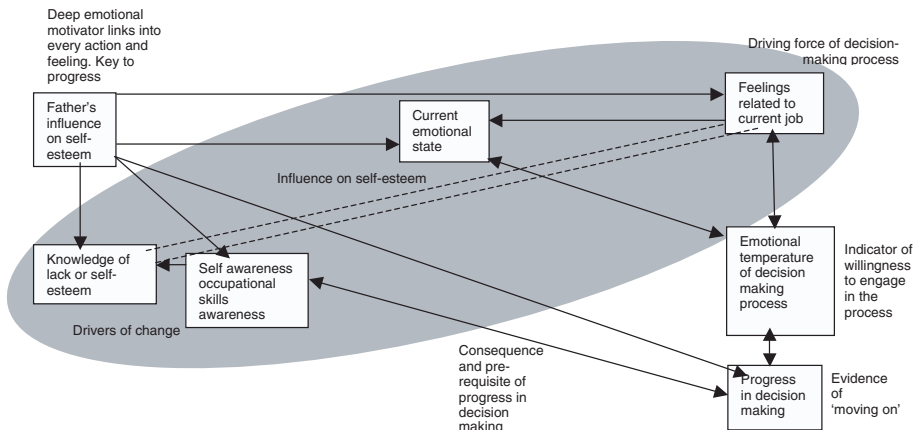 Deep emotional
motivator links into
every action and
feeling. Key to
progress
Driving force of decision-
making process
Father's
influence
on self-
esteem
Current
emotional
state
Feelings
related to
current job
Influence on self-esteem
Knowledge of
lack or self-
esteem
Self awareness
occupational
skills
awareness
Emotional
temperature
of decision
making
process
Indicator of
willingness
to engage
in the
process
Drivers of change
Consequence
and pre-
requisite of
progress in
decision
making
Progress
in decision
making
Evidence
of
'moving on'